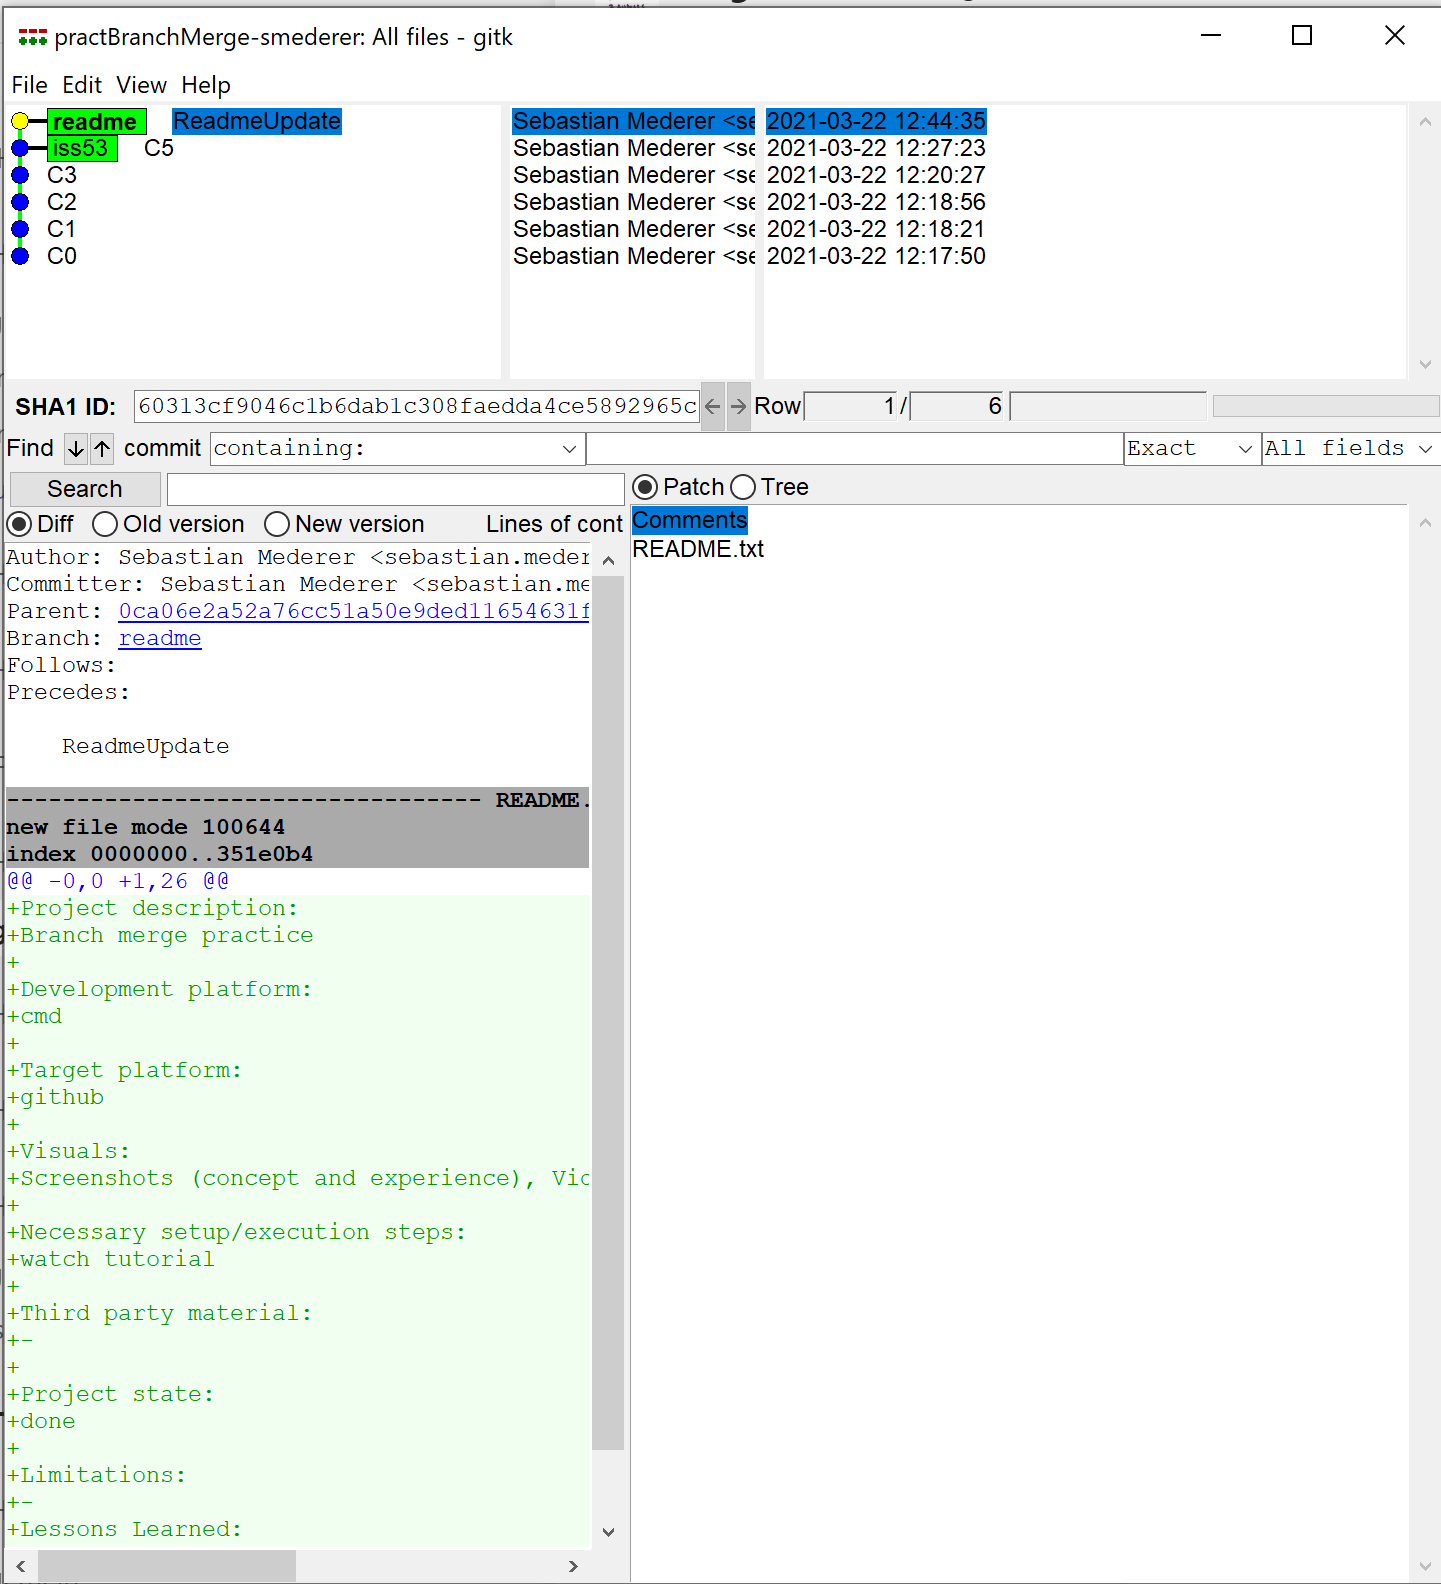 practBranchMerge-smederer: All files - gitk
File Edit View Help
readme ReadmeUpdate Sebastian Mederer <se 2021-03-22 12:44:35
iss53 C5 Sebastian Mederer <se 2021-03-22 12:27:23
C3 Sebastian Mederer <se 2021-03-22 12:20:27
C2 Sebastian Mederer <se 2021-03-22 12:18:56
C1 Sebastian Mederer <se 2021-03-22 12:18:21
C0 Sebastian Mederer <se 2021-03-22 12:17:50
SHA1 ID: 60313cf9046c1b6dab1c308faedda4ce5892965c ← → Row 1 / 6
Find ↓ ↑ commit containing: Exact All fields
Search Patch Tree
Diff Old version New version Lines of cont
Comments
README.txt
Author: Sebastian Mederer <sebastian.meder
Committer: Sebastian Mederer <sebastian.me
Parent: 0ca06e2a52a76cc51a50e9ded11654631f
Branch: readme
Follows:
Precedes:
ReadmeUpdate
---------------------------------- README.
new file mode 100644
index 0000000..351e0b4
@@ -0,0 +1,26 @@
+Project description:
+Branch merge practice
+
+Development platform:
+cmd
+
+Target platform:
+github
+
+Visuals:
+Screenshots (concept and experience), Vid
+
+Necessary setup/execution steps:
+watch tutorial
+
+Third party material:
+-
+
+Project state:
+done
+
+Limitations:
+-
+Lessons Learned: